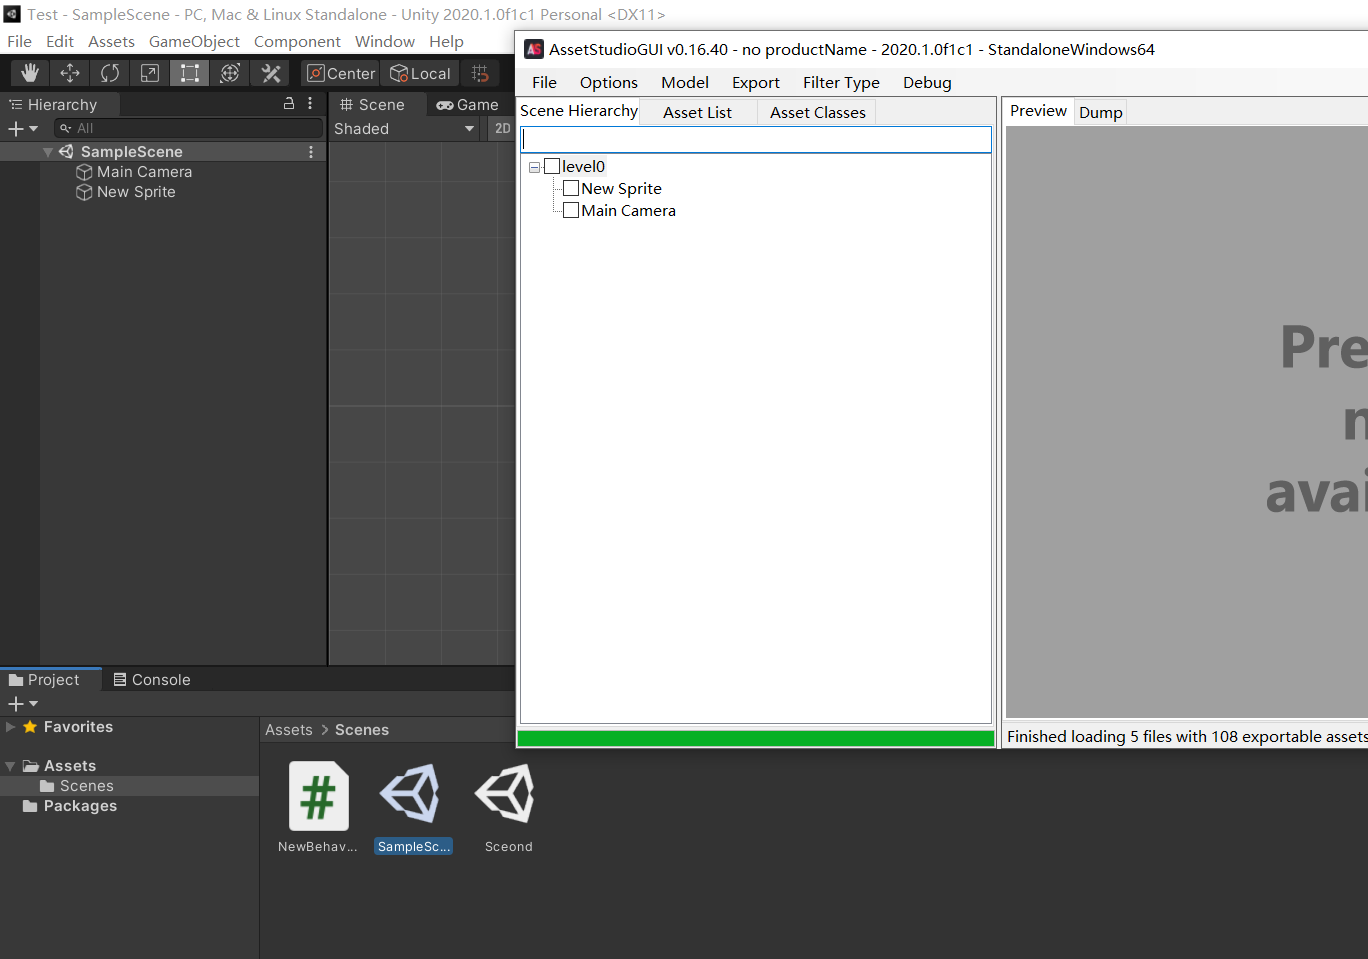 Test - SampleScene - PC, Mac & Linux Standalone - Unity 2020.1.0f1c1 Personal <DX11>
File Edit Assets GameObject Component Window Help
Center Local
Hierarchy
All
SampleScene
Main Camera
New Sprite
Scene Game
Shaded 2D
AssetStudioGUI v0.16.40 - no productName - 2020.1.0f1c1 - StandaloneWindows64
File Options Model Export Filter Type Debug
Scene Hierarchy Asset List Asset Classes
level0
New Sprite
Main Camera
Preview Dump
Pre
n
avai
Finished loading 5 files with 108 exportable assets
Project Console
Favorites
Assets
Scenes
Packages
Assets > Scenes
NewBehav...
SampleSc...
Sceond